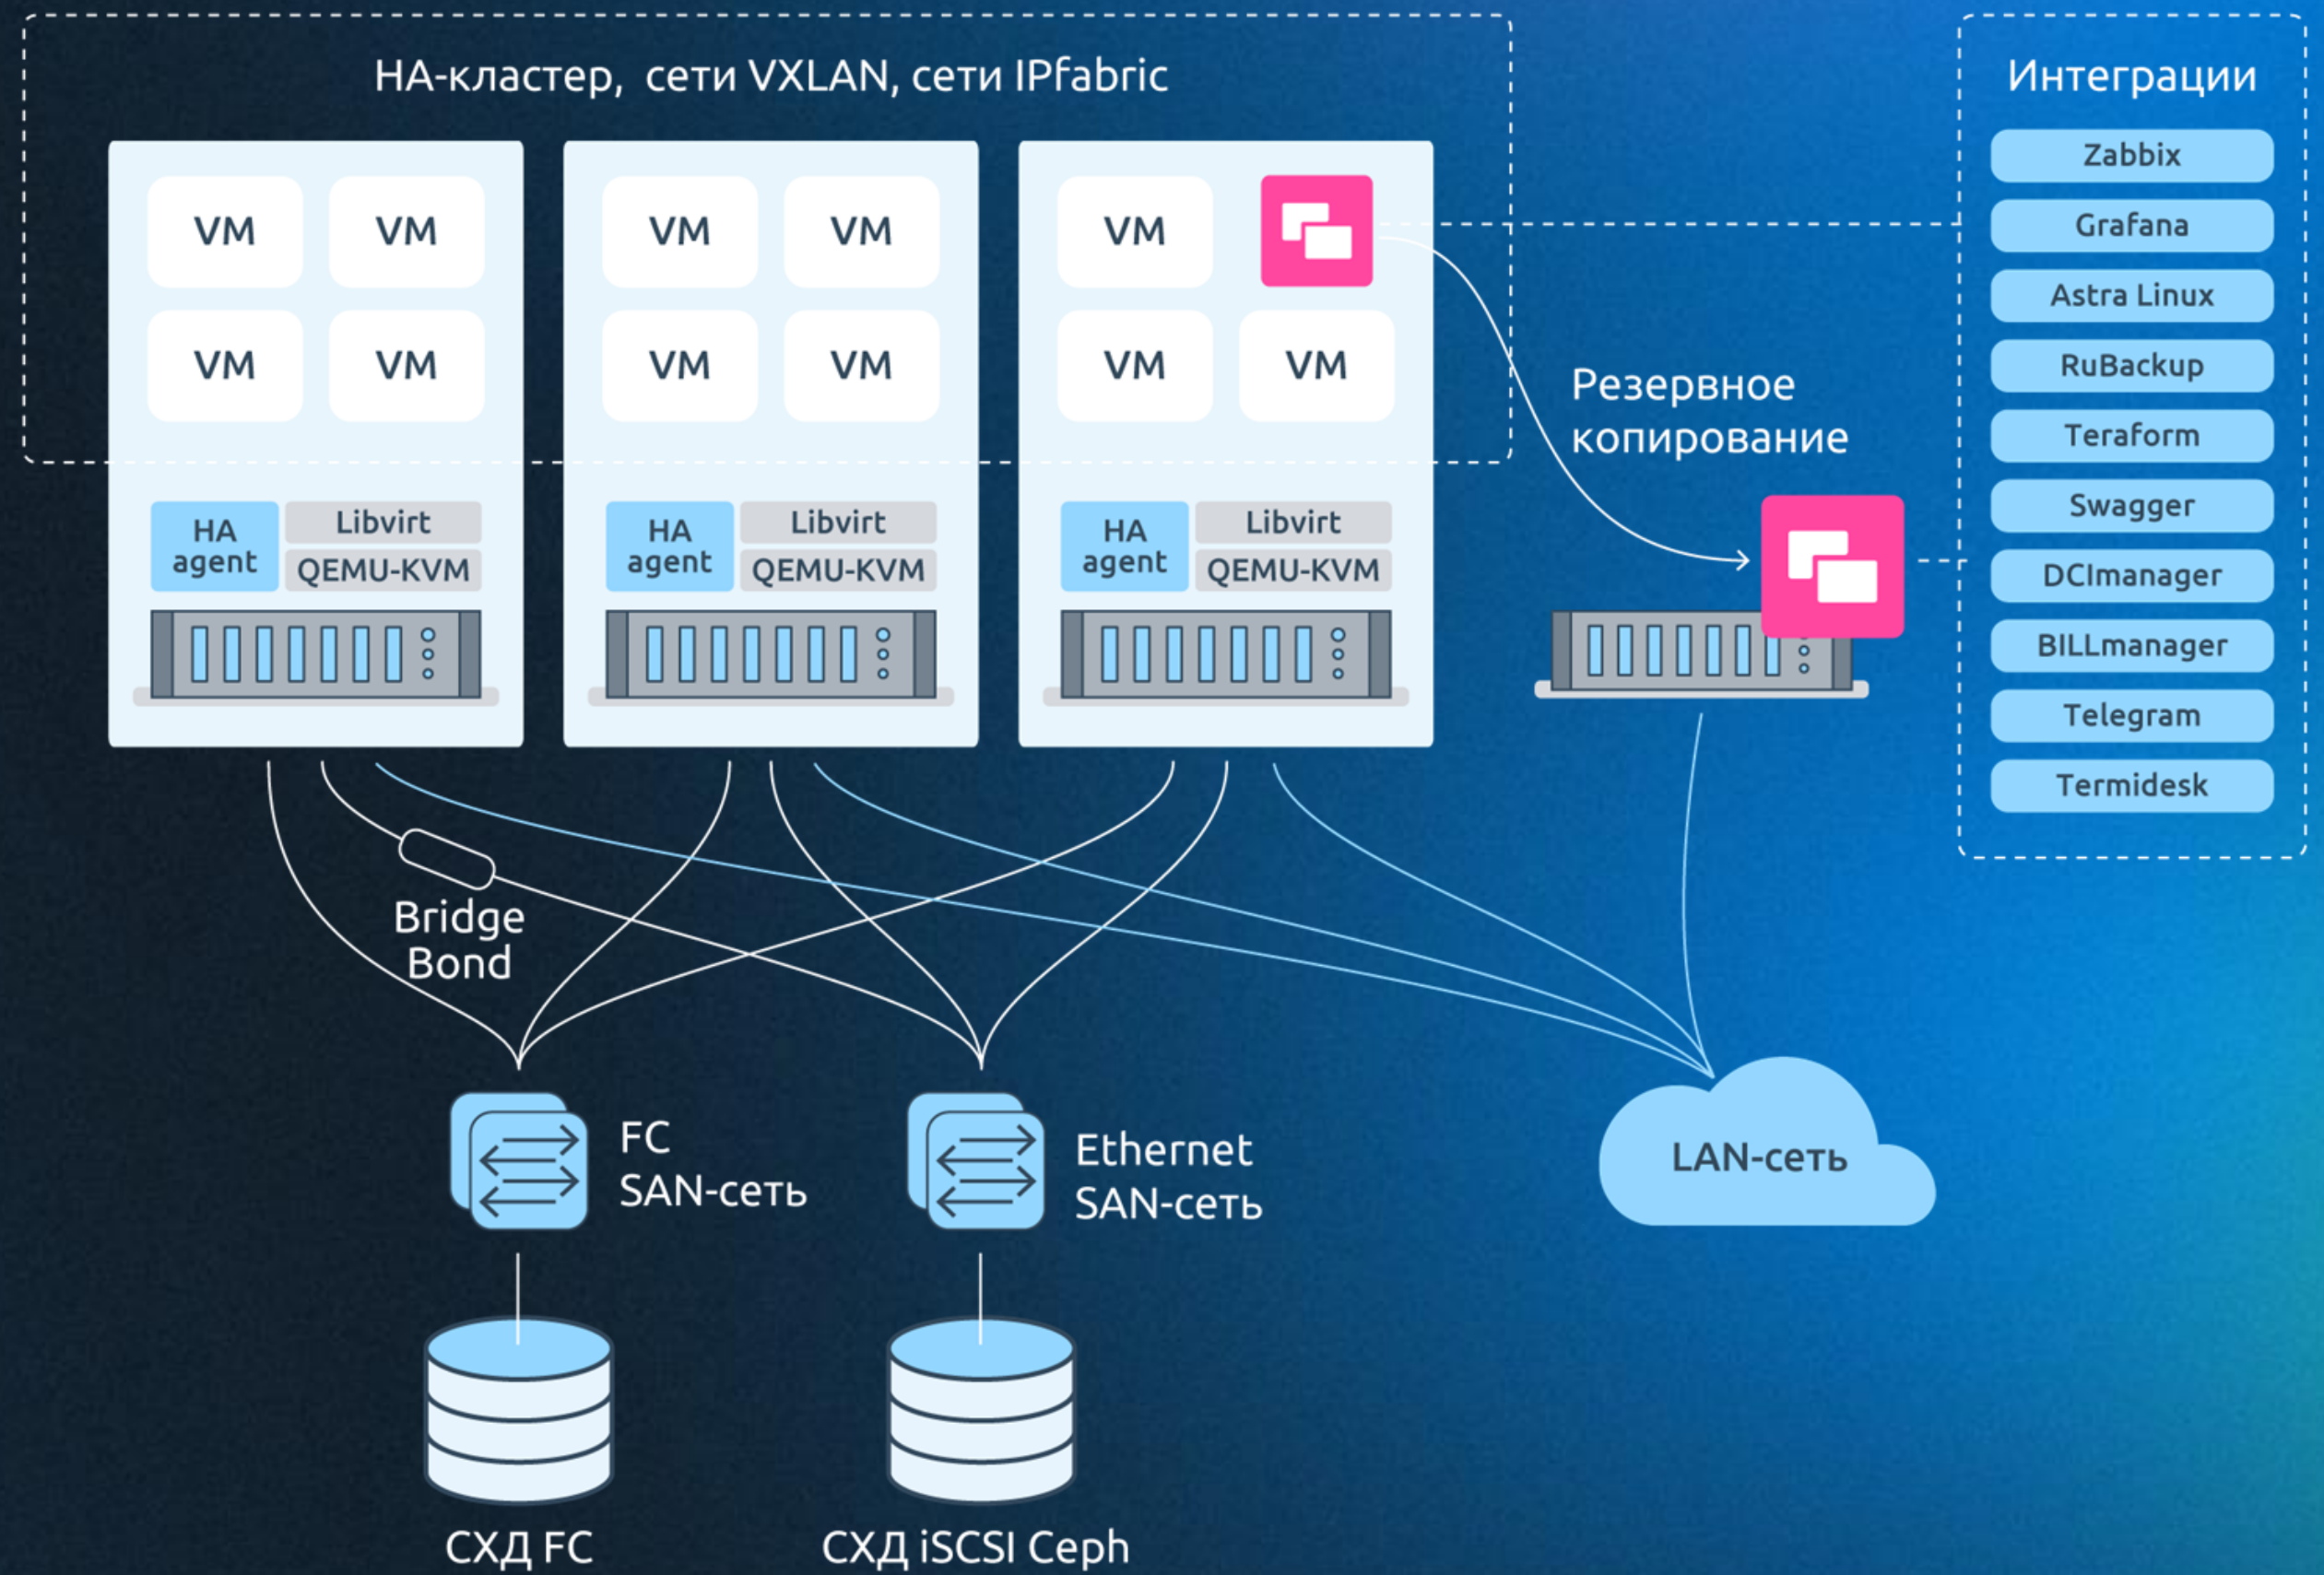 НА-кластер, сети VXLAN, сети IPfabric
VM VM
VM VM
HA
agent
Libvirt
QEMU-KVM
VM VM
VM VM
HA
agent
Libvirt
QEMU-KVM
VM
VM VM
HA
agent
Libvirt
QEMU-KVM
Резервное
копирование
Интеграции
Zabbix
Grafana
Astra Linux
RuBackup
Teraform
Swagger
DCImanager
BILLmanager
Telegram
Termidesk
Bridge
Bond
FC
SAN-сеть
Ethernet
SAN-сеть
LAN-сеть
СХД FC
СХД iSCSI Ceph